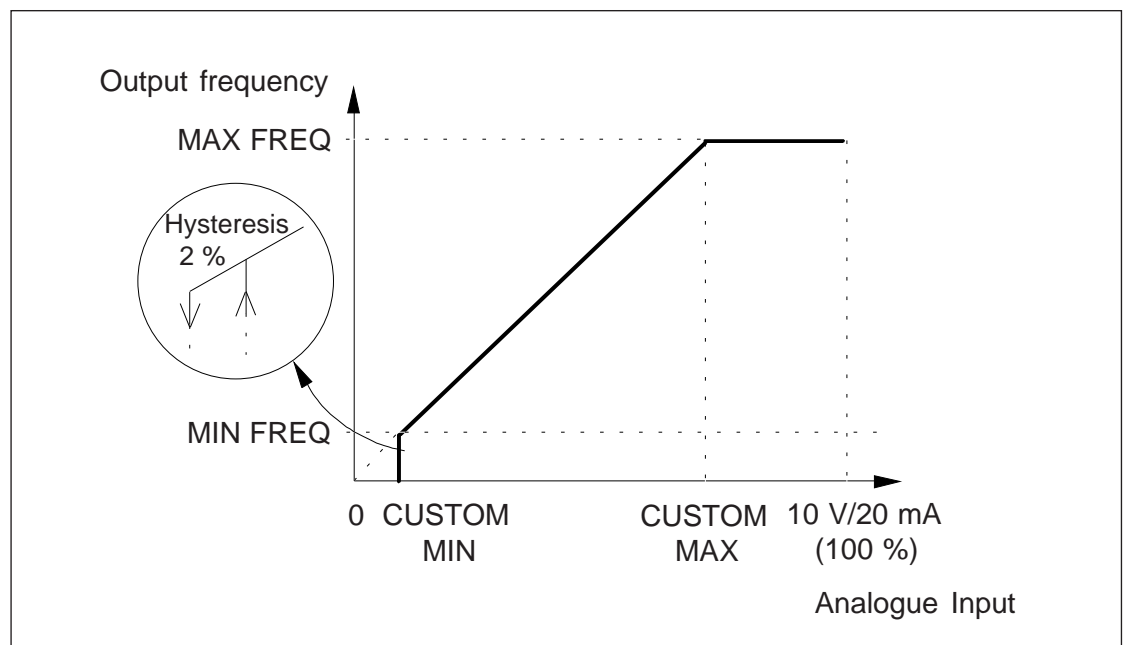 Output frequency
MAX FREQ
Hysteresis
2 %
MIN FREQ
0 CUSTOM MIN
CUSTOM MAX
10 V/20 mA
(100 %)
Analogue Input